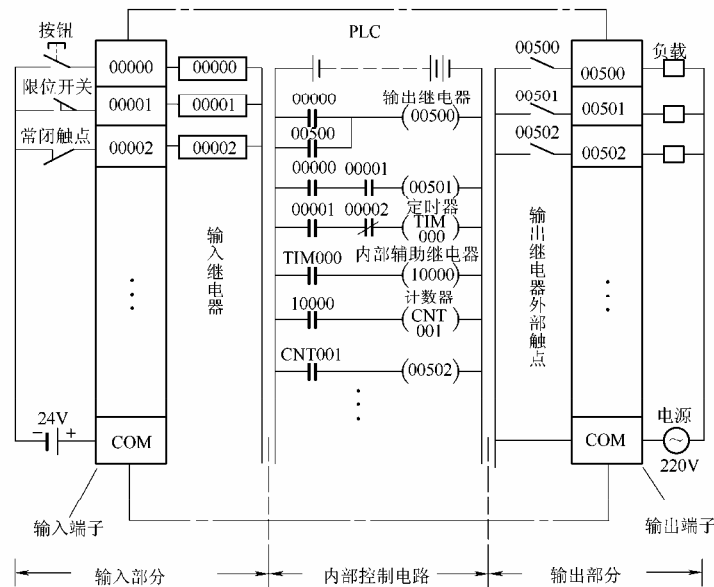 PLC
按钮
00000
00000
限位开关
00001
00001
常闭触点
00002
00002
输入继电器
24V
− +
COM
输入端子
00000
输出继电器
00500
00500
00000
00001
00501
定时器
00001
00002
TIM
000
TIM000
内部辅助继电器
10000
10000
计数器
CNT
001
CNT001
00502
00500
00500
负载
00501
00501
00502
00502
输出继电器外部触点
电源
COM
~
220V
输出端子
输入部分
内部控制电路
输出部分